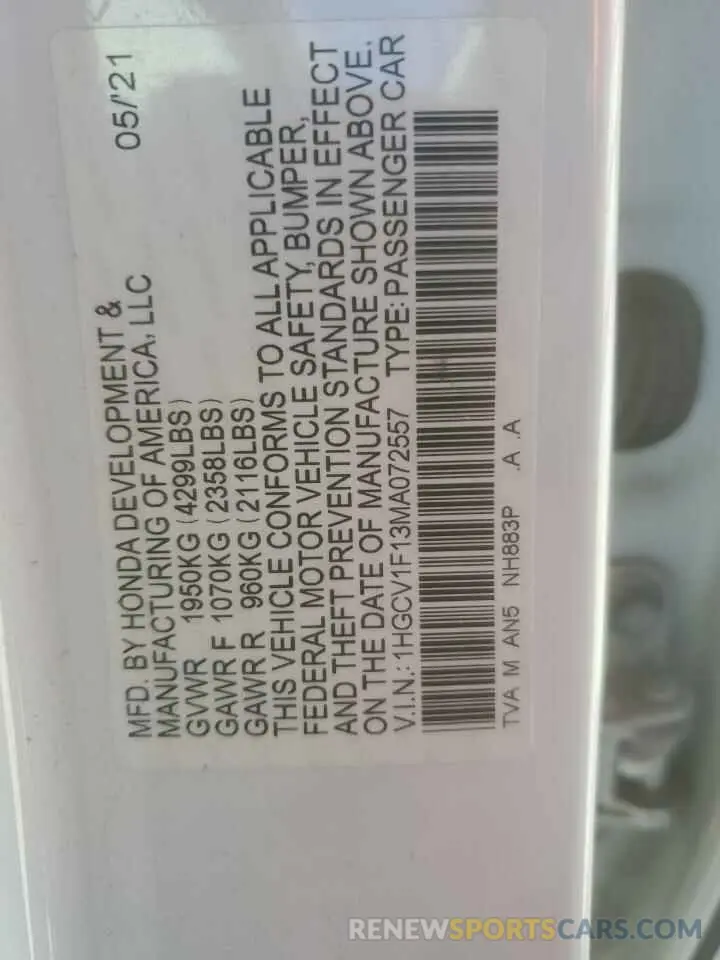 MFD. BY HONDA DEVELOPMENT & 05/'21
MANUFACTURING OF AMERICA, LLC
GVWR 1950KG (4299LBS)
GAWR F 1070KG (2358LBS)
GAWR R 960KG (2116LBS)
THIS VEHICLE CONFORMS TO ALL APPLICABLE
FEDERAL MOTOR VEHICLE SAFETY, BUMPER,
AND THEFT PREVENTION STANDARDS IN EFFECT
ON THE DATE OF MANUFACTURE SHOWN ABOVE.
V.I.N.: 1HGCV1F13MA072557 TYPE: PASSENGER CAR
TVA M AN5 NH883P .A .A
RENEWSPORTSCARS.COM